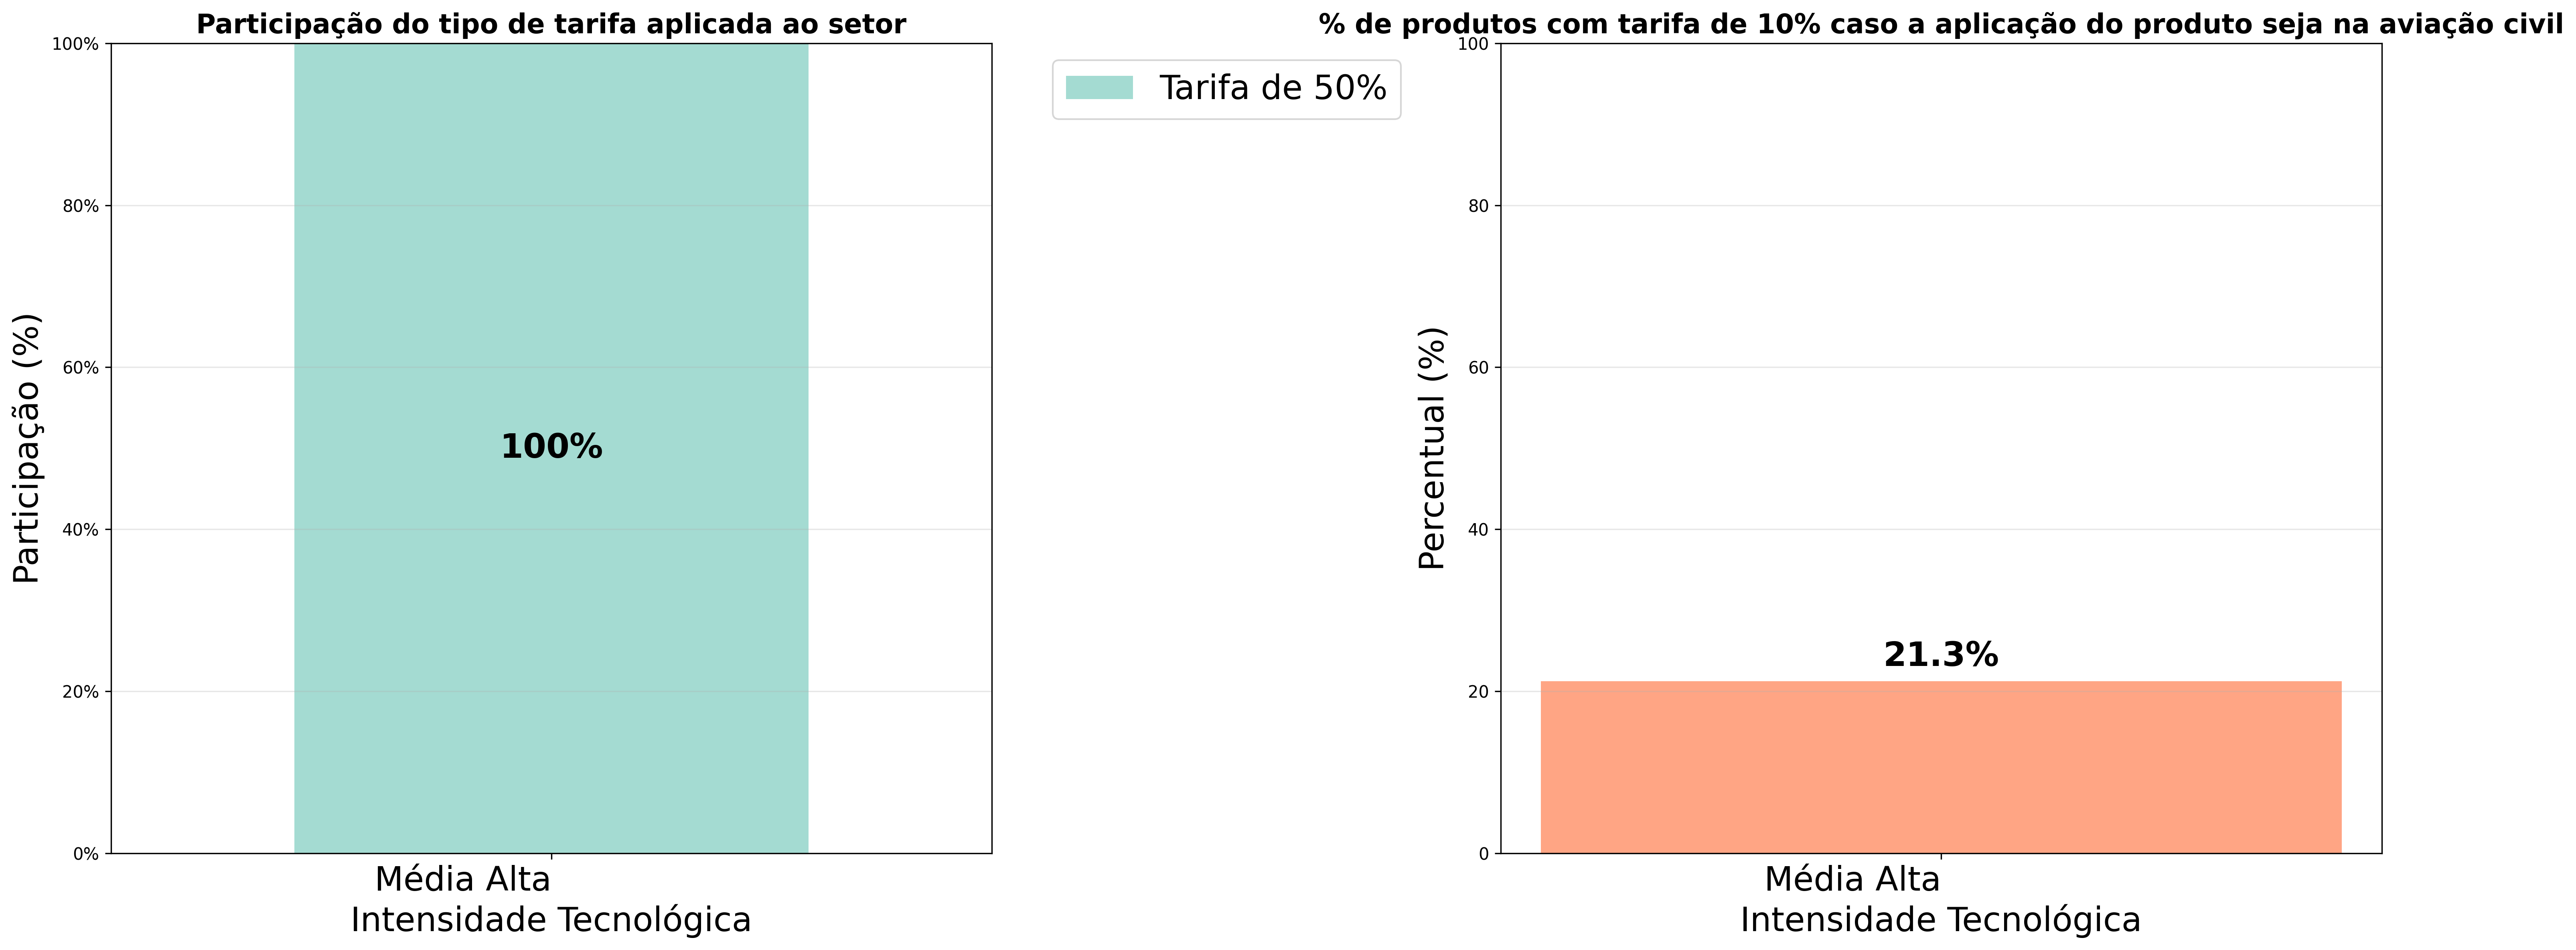 Participação do tipo de tarifa aplicada ao setor
100%
80%
60%
40%
20%
0%
Participação (%)
100%
Média Alta
Intensidade Tecnológica
Tarifa de 50%
% de produtos com tarifa de 10% caso a aplicação do produto seja na aviação civil
100
80
60
40
20
0
Percentual (%)
21.3%
Média Alta
Intensidade Tecnológica